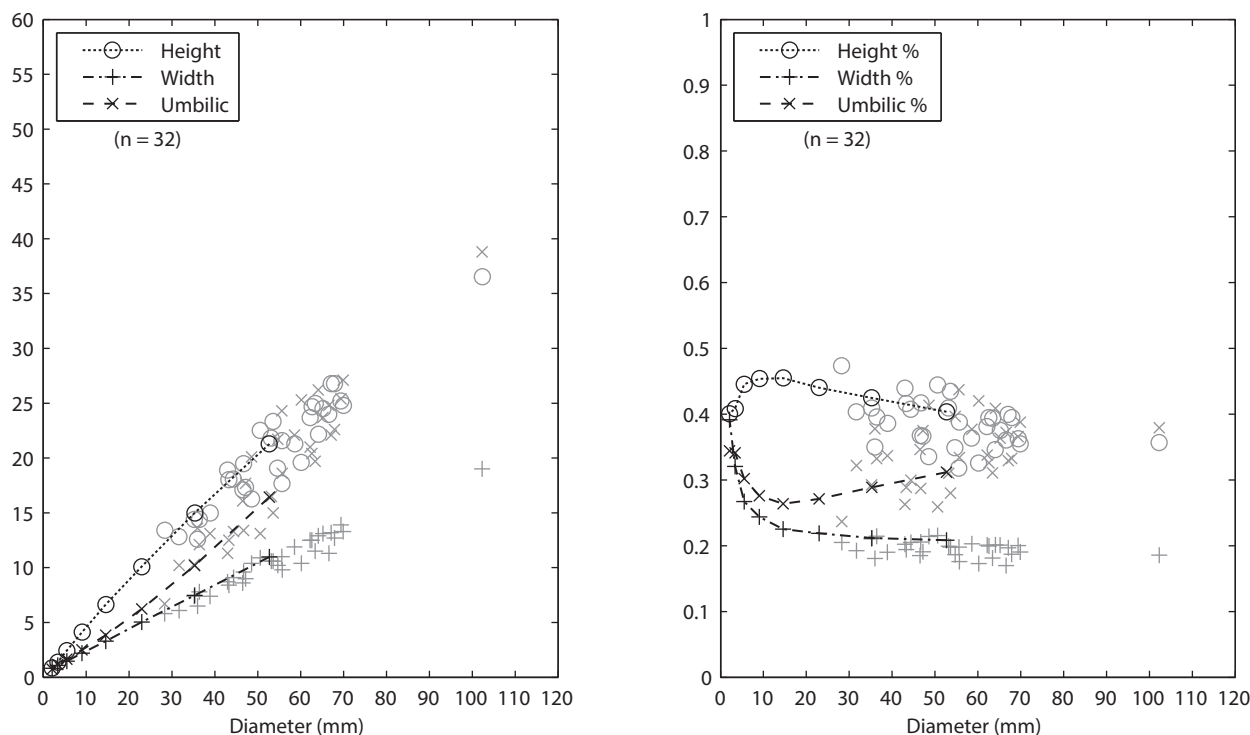 60
55
50
45
40
35
30
25
20
15
10
5
0
Height
Width
Umbilic
(n = 32)
0 10 20 30 40 50 60 70 80 90 100 110 120
Diameter (mm)
1
0.9
0.8
0.7
0.6
0.5
0.4
0.3
0.2
0.1
0
Height %
Width %
Umbilic %
(n = 32)
0 10 20 30 40 50 60 70 80 90 100 110 120
Diameter (mm)